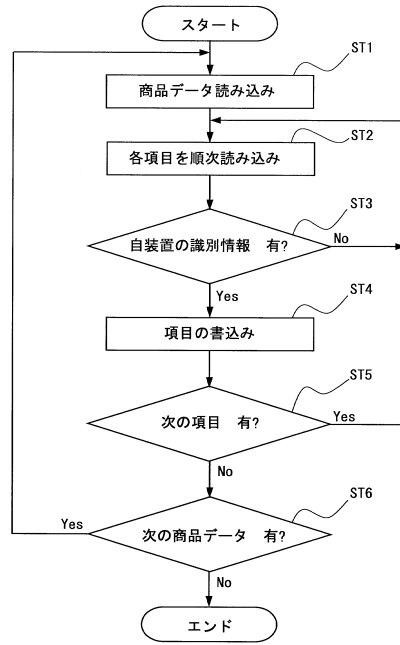 スタート
ST1
商品データ読み込み
ST2
各項目を順次読み込み
ST3
自装置の識別情報 有?
No
Yes
ST4
項目の書込み
ST5
次の項目 有?
Yes
No
ST6
Yes
次の商品データ 有?
No
エンド